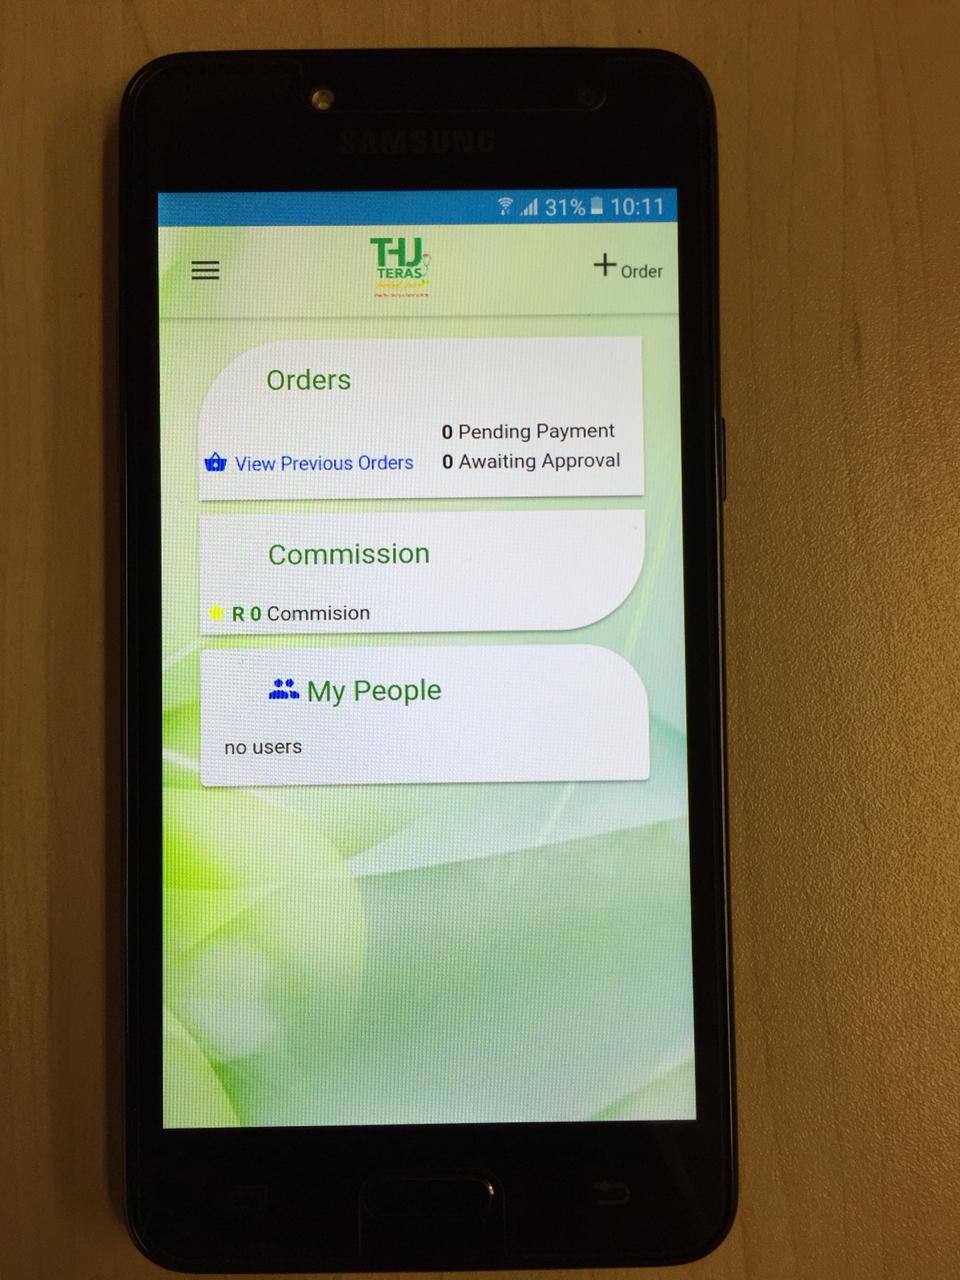 SAMSUNG
31% 10:11
THJ
TERAS
+ Order
Orders
0 Pending Payment
View Previous Orders
0 Awaiting Approval
Commission
R 0 Commision
My People
no users